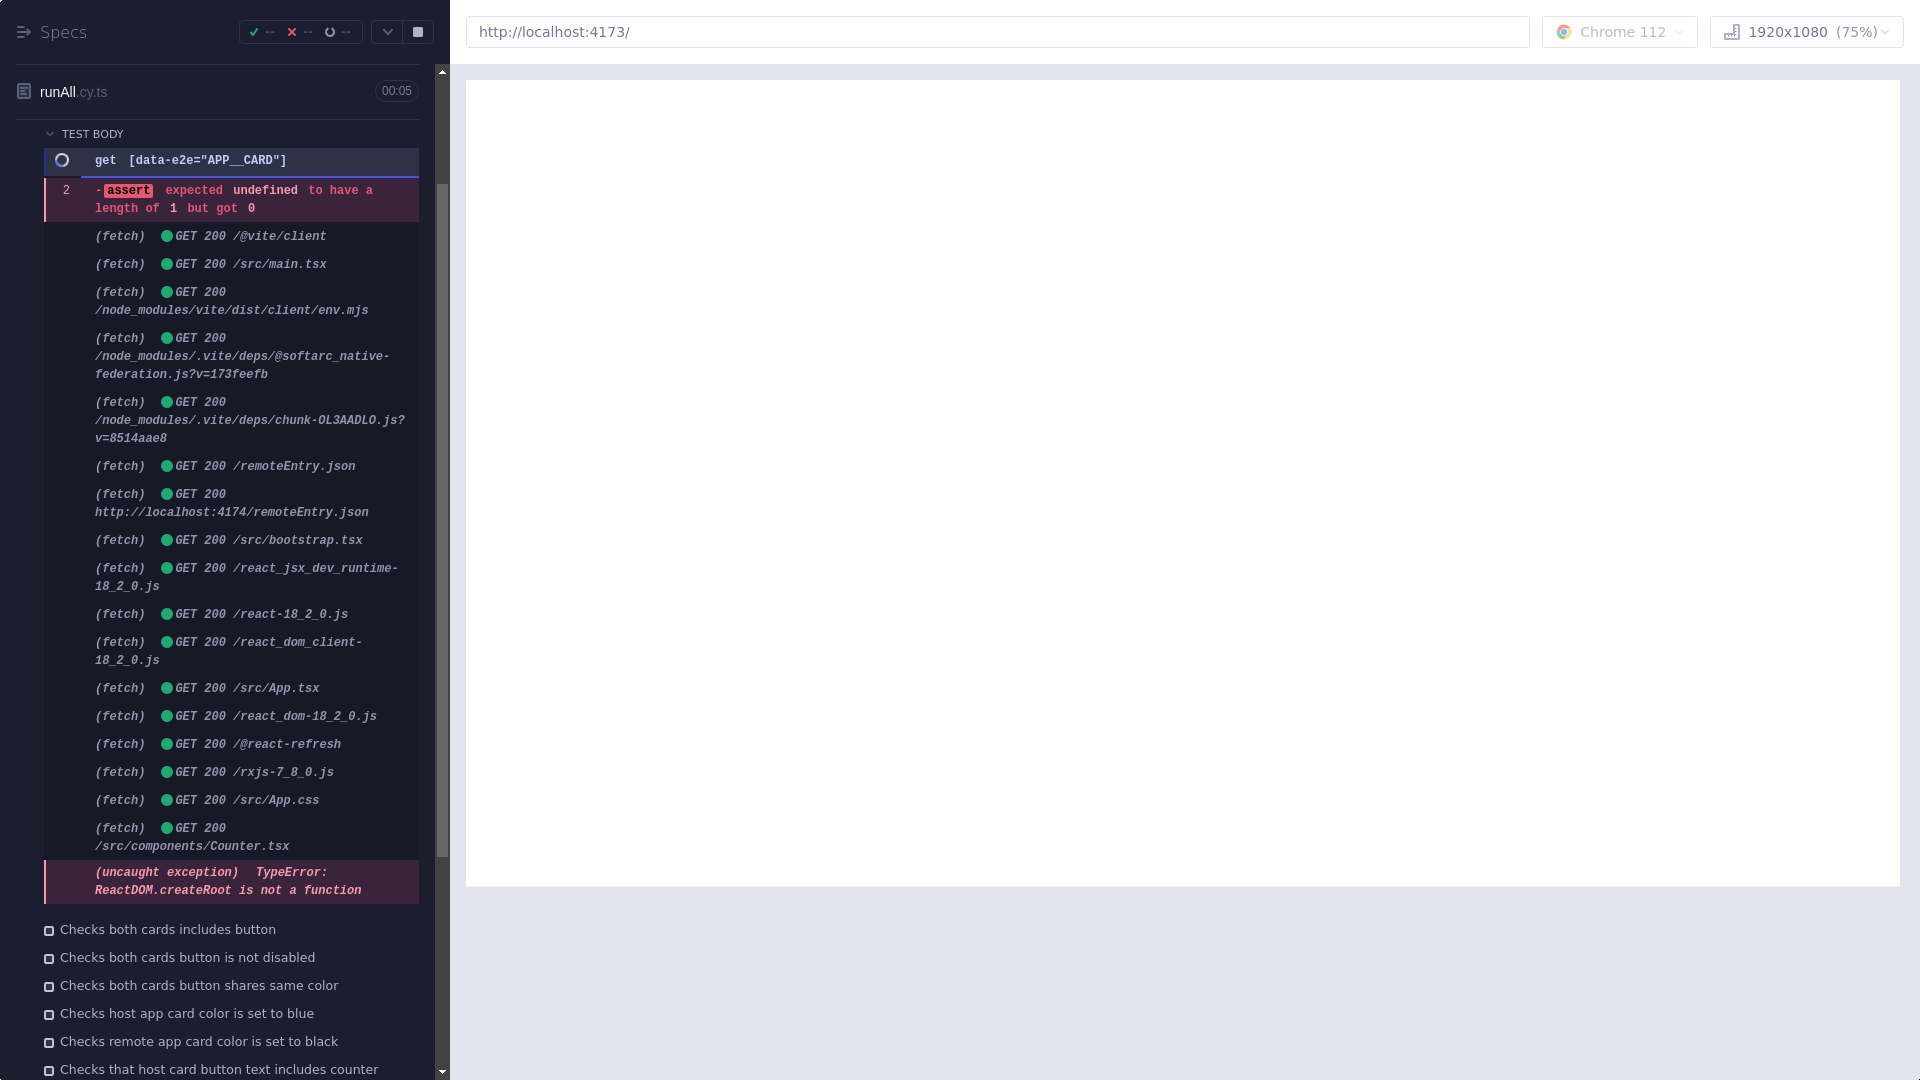 Specs
-- -- --
http://localhost:4173/
Chrome 112
1920x1080 (75%)
runAll.cy.ts
00:05
TEST BODY
get [data-e2e="APP__CARD"]
2 -assert expected undefined to have a
length of 1 but got 0
(fetch) GET 200 /@vite/client
(fetch) GET 200 /src/main.tsx
(fetch) GET 200
/node_modules/vite/dist/client/env.mjs
(fetch) GET 200
/node_modules/.vite/deps/@softarc_native-
federation.js?v=173feefb
(fetch) GET 200
/node_modules/.vite/deps/chunk-OL3AADLO.js?
v=8514aae8
(fetch) GET 200 /remoteEntry.json
(fetch) GET 200
http://localhost:4174/remoteEntry.json
(fetch) GET 200 /src/bootstrap.tsx
(fetch) GET 200 /react_jsx_dev_runtime-
18_2_0.js
(fetch) GET 200 /react-18_2_0.js
(fetch) GET 200 /react_dom_client-
18_2_0.js
(fetch) GET 200 /src/App.tsx
(fetch) GET 200 /react_dom-18_2_0.js
(fetch) GET 200 /@react-refresh
(fetch) GET 200 /rxjs-7_8_0.js
(fetch) GET 200 /src/App.css
(fetch) GET 200
/src/components/Counter.tsx
(uncaught exception) TypeError:
ReactDOM.createRoot is not a function
Checks both cards includes button
Checks both cards button is not disabled
Checks both cards button shares same color
Checks host app card color is set to blue
Checks remote app card color is set to black
Checks that host card button text includes counter